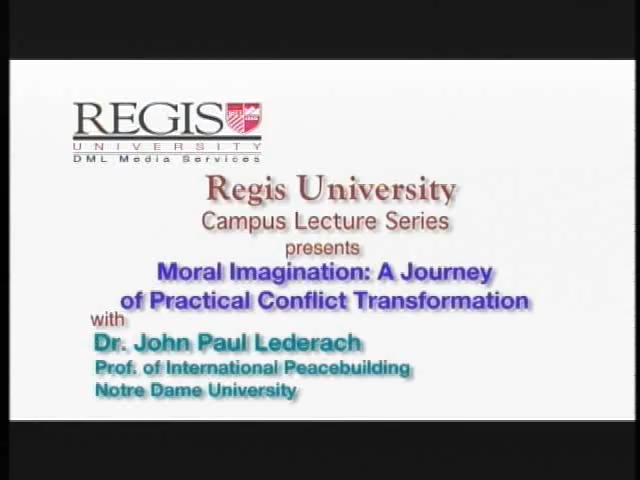 REGIS
UNIVERSITY
DML Media Services
Regis University
Campus Lecture Series
presents
Moral Imagination: A Journey
of Practical Conflict Transformation
with
Dr. John Paul Lederach
Prof. of International Peacebuilding
Notre Dame University